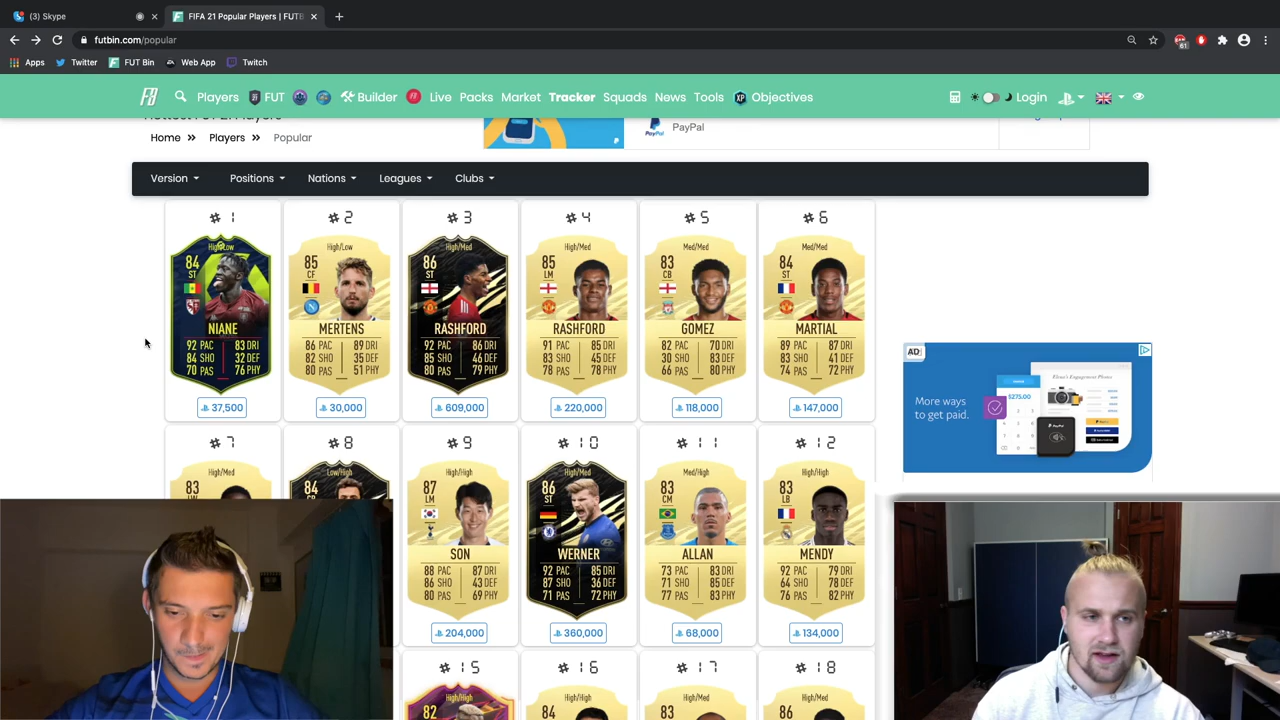 (3) Skype
FIFA 21 Popular Players | FUTB
futbin.com/popular
61
Apps Twitter FUT Bin Web App Twitch
F8 Players FUT Builder Live Packs Market Tracker Squads News Tools XP Objectives Login
Home Players Popular
PayPal
Version Positions Nations Leagues Clubs
# 1
High/Low
84
ST
NIANE
92 PAC 83 DRI
84 SHO 32 DEF
70 PAS 76 PHY
37,500
# 2
High/Low
85
CF
MERTENS
86 PAC 89 DRI
82 SHO 35 DEF
80 PAS 51 PHY
30,000
# 3
High/Med
86
ST
RASHFORD
92 PAC 86 DRI
85 SHO 46 DEF
80 PAS 79 PHY
609,000
# 4
High/Med
85
LM
RASHFORD
91 PAC 85 DRI
83 SHO 45 DEF
78 PAS 78 PHY
220,000
# 5
Med/Med
83
CB
GOMEZ
82 PAC 70 DRI
30 SHO 83 DEF
66 PAS 80 PHY
118,000
# 6
Med/Med
84
ST
MARTIAL
89 PAC 87 DRI
83 SHO 41 DEF
74 PAS 72 PHY
147,000
AD
More ways
to get paid.
$275.00
# 7
High/Med
83
# 8
Low/High
84
# 9
High/High
87
LM
SON
88 PAC 87 DRI
86 SHO 43 DEF
80 PAS 69 PHY
204,000
# 10
High/Med
86
ST
WERNER
92 PAC 85 DRI
87 SHO 36 DEF
71 PAS 72 PHY
360,000
# 11
Med/High
83
CM
ALLAN
73 PAC 83 DRI
71 SHO 85 DEF
77 PAS 83 PHY
68,000
# 12
High/High
83
LB
MENDY
92 PAC 79 DRI
64 SHO 78 DEF
76 PAS 82 PHY
134,000
# 15
High/High
82
# 16
High/High
84
# 17
High/Med
83
# 18
Med/Med
86